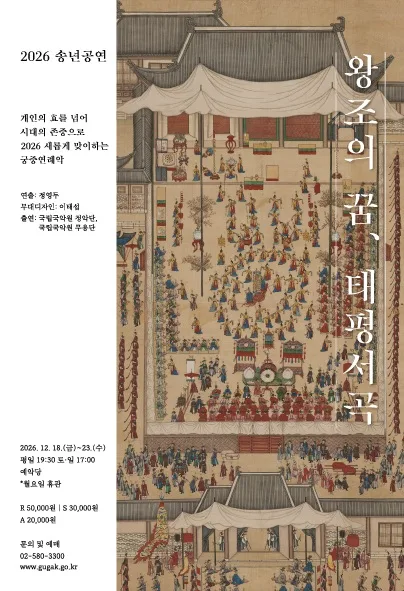 2026 송년공연
개인의 효를 넘어
시대의 존중으로
2026 새롭게 맞이하는
궁중연례악
연출: 정영두
무대디자인: 이태섭
출연: 국립국악원 정악단,
국립국악원 무용단
왕조의 꿈, 태평서곡
2026. 12. 18.(금)~23.(수)
평일 19:30 토·일 17:00
예악당
*월요일 휴관
R 50,000원 | S 30,000원
A 20,000원
문의 및 예매
02-580-3300
www.gugak.go.kr